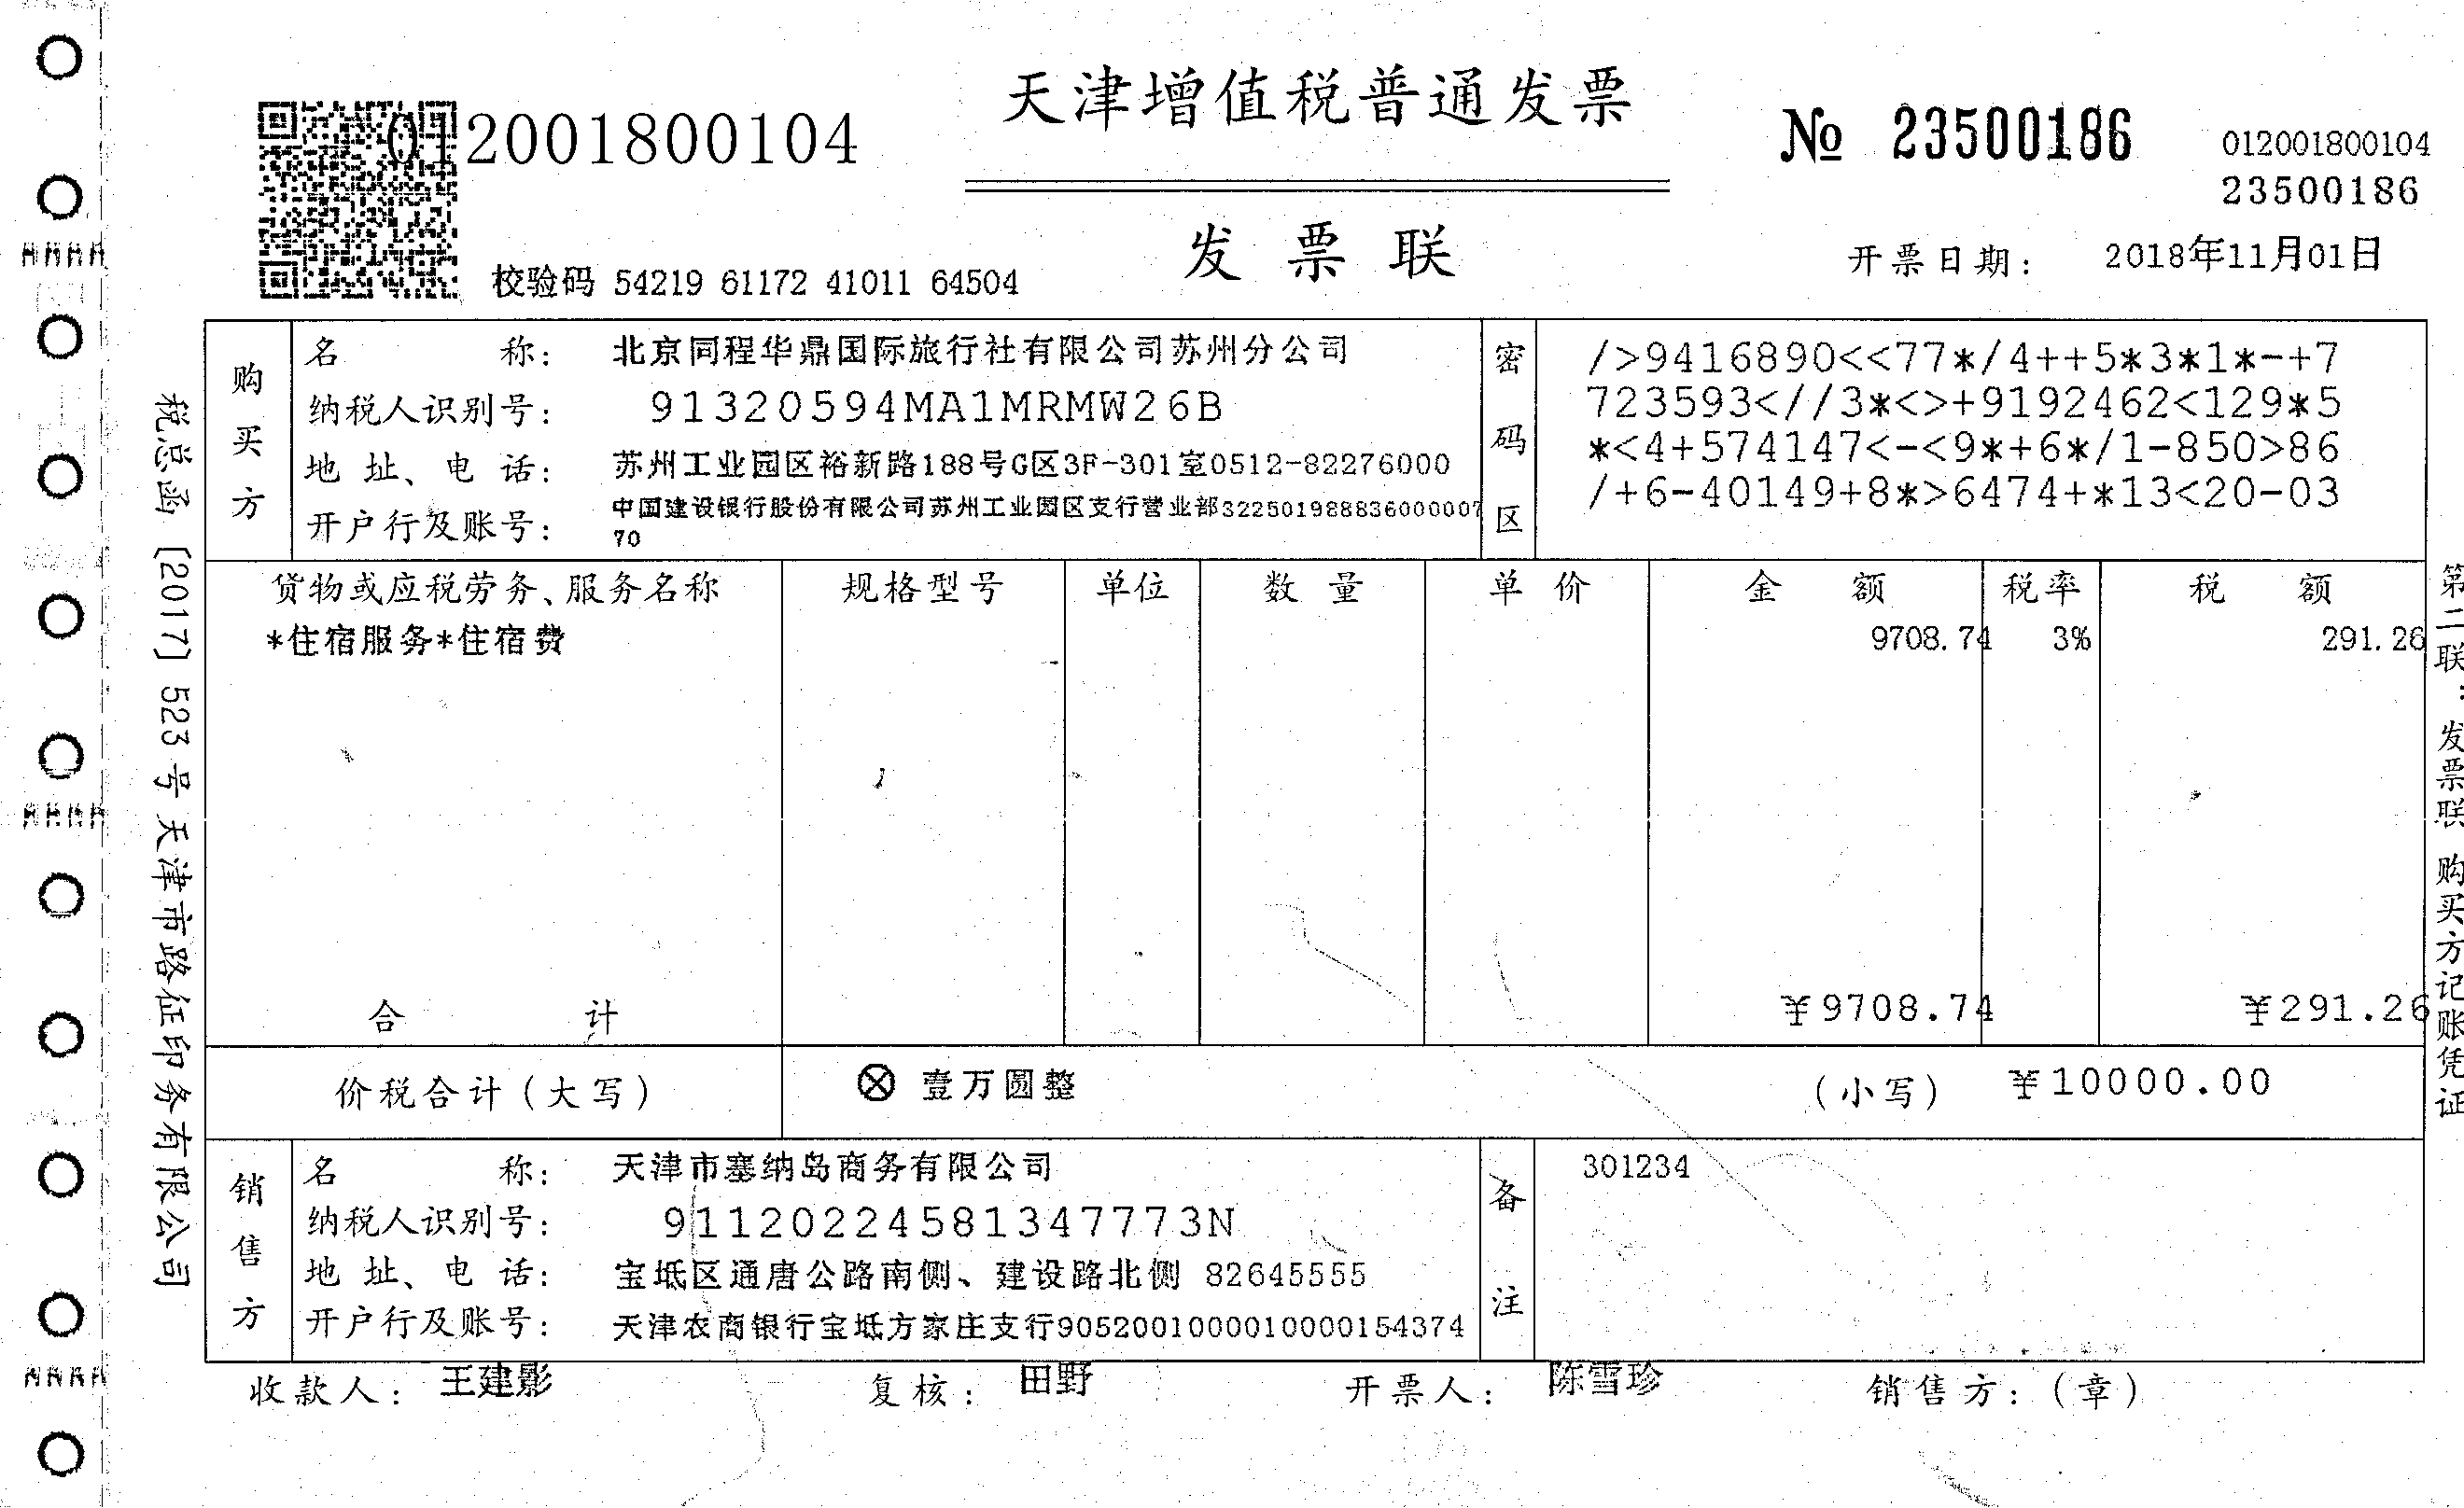 天津增值税普通发票
012001800104
№ 23500186
012001800104
23500186
发票联
校验码 54219 61172 41011 64504
开票日期: 2018年11月01日
购买方
名称: 北京同程华鼎国际旅行社有限公司苏州分公司
纳税人识别号: 91320594MA1MRMW26B
地址、电话: 苏州工业园区裕新路188号G区3F-301室0512-82276000
开户行及账号: 中国建设银行股份有限公司苏州工业园区支行营业部3225019888360000007
70
密码区
/>9416890<<77*/4++5*3*1*-+7
723593<//3*<>+9192462<129*5
*<4+574147<-<9*+6*/1-850>86
/+6-40149+8*>6474+*13<20-03
货物或应税劳务、服务名称 规格型号 单位 数量 单价 金额 税率 税额
*住宿服务*住宿费 9708.74 3% 291.26
合计 ¥9708.74 ¥291.26
价税合计(大写) ⊗ 壹万圆整 (小写) ¥10000.00
销售方
名称: 天津市塞纳岛商务有限公司
纳税人识别号: 91120224581347773N
地址、电话: 宝坻区通唐公路南侧、建设路北侧 82645555
开户行及账号: 天津农商银行宝坻方家庄支行9052001000010000154374
备注
301234
收款人: 王建影 复核: 田野 开票人: 陈雪珍 销售方:(章)
税总函[2017]523号天津市路征印务有限公司
第二联:发票联 购买方记账凭证